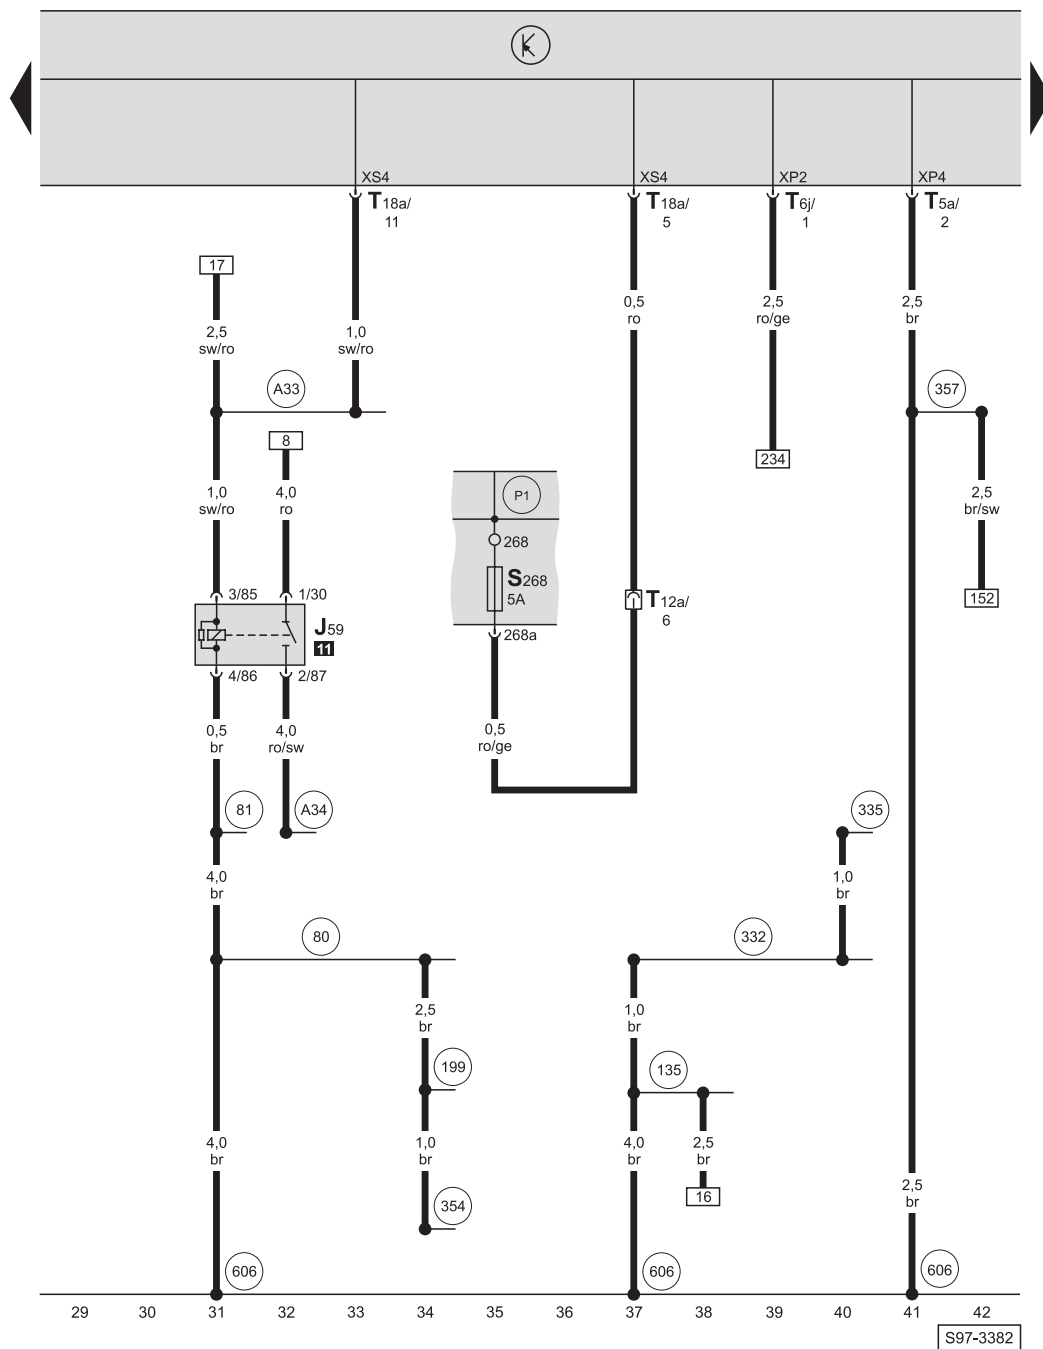 K
XS4
XS4
XP2
XP4
T18a/
11
T18a/
5
T6j/
1
T5a/
2
17
2,5
sw/ro
1,0
sw/ro
0,5
ro
2,5
ro/ge
2,5
br
A33
357
8
234
1,0
sw/ro
4,0
ro
P1
2,5
br/sw
268
S268
5A
268a
3/85
1/30
T12a/
6
152
J59
11
4/86
2/87
0,5
br
4,0
ro/sw
0,5
ro/ge
81
A34
335
4,0
br
1,0
br
80
332
2,5
br
1,0
br
199
135
4,0
br
1,0
br
4,0
br
2,5
br
354
16
2,5
br
606
606
606
29 30 31 32 33 34 35 36 37 38 39 40 41 42
S97-3382